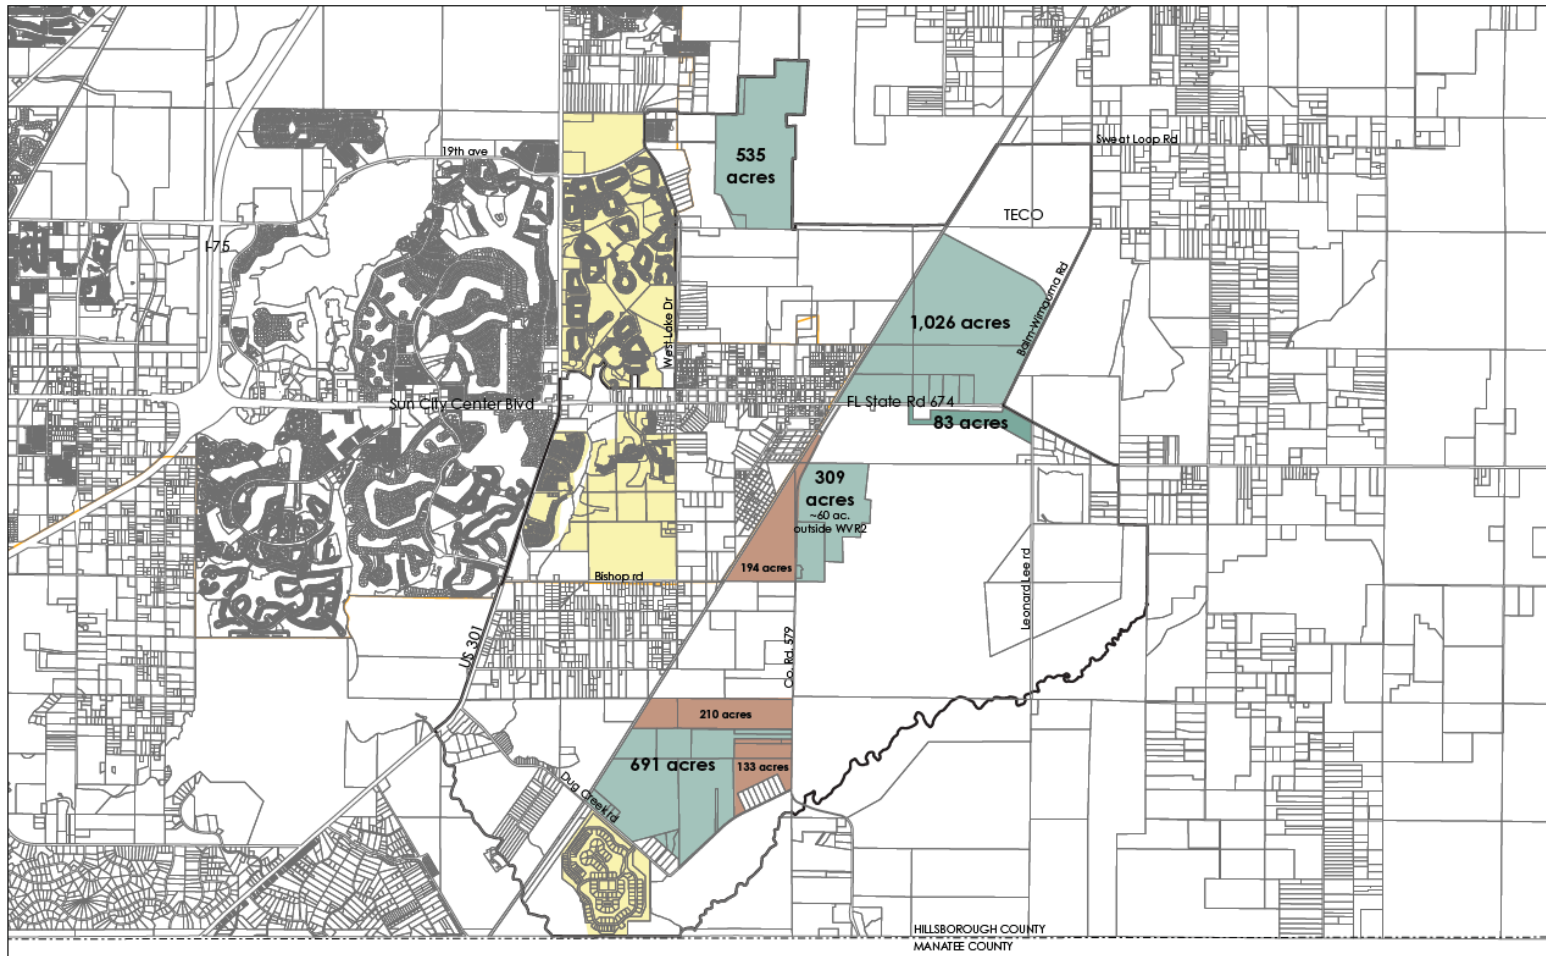 Sweat Loop Rd
19th ave
535
acres
TECO
I-75
Balm-Wimauma Rd
West Lake Dr
1,026 acres
Sun City Center Blvd
FL State Rd 674
83 acres
309
acres
~60 ac.
outside WVR2
194 acres
Bishop rd
Leonard Lee rd
US 301
Co. Rd. 579
210 acres
691 acres
133 acres
Dug Creek rd
HILLSBOROUGH COUNTY
MANATEE COUNTY